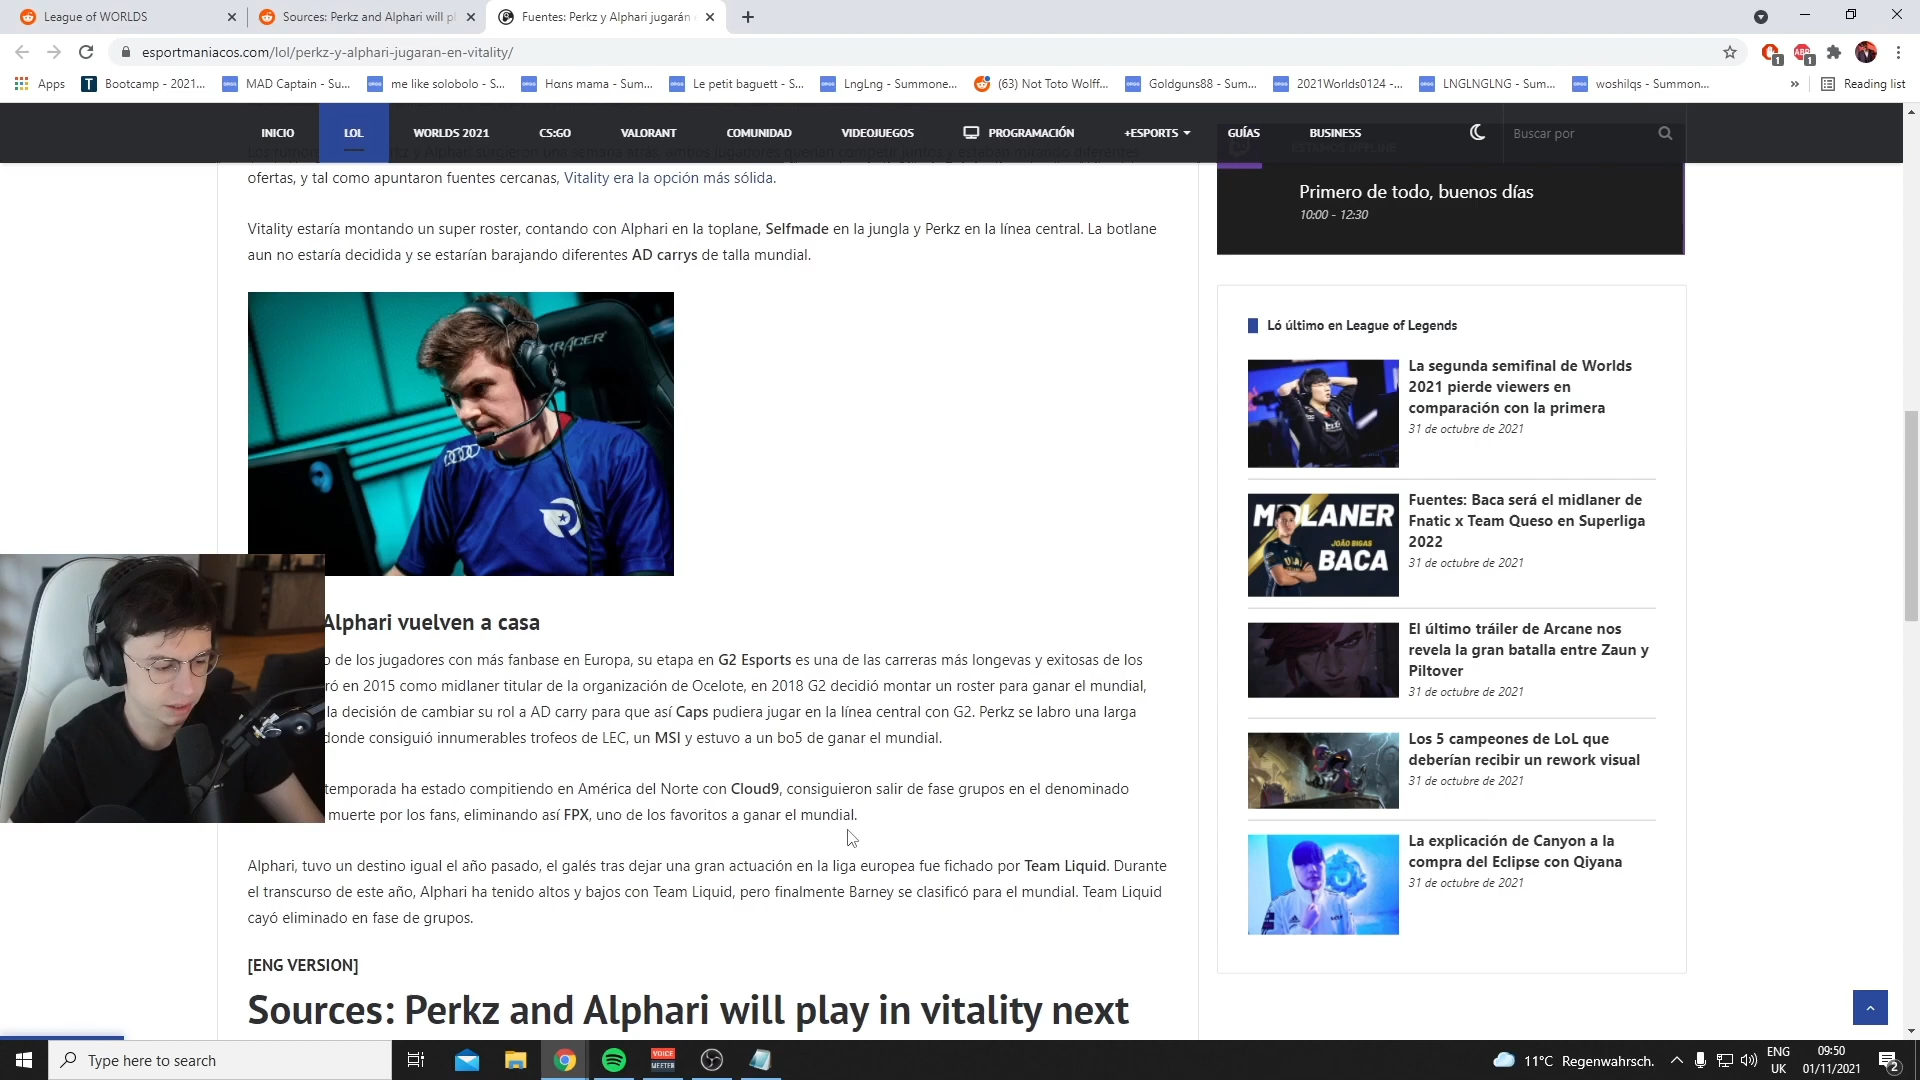 League of WORLDS
Sources: Perkz and Alphari will pl
Fuentes: Perkz y Alphari jugarán
esportmaniacos.com/lol/perkz-y-alphari-jugaran-en-vitality/
Apps
Bootcamp - 2021...
MAD Captain - Su...
me like solobolo - S...
Hans mama - Sum...
Le petit baguett - S...
LngLng - Summone...
(63) Not Toto Wolff...
Goldguns88 - Sum...
2021Worlds0124 -...
LNGLNGLNG - Sum...
woshilqs - Summon...
Reading list
INICIO
LOL
WORLDS 2021
CS:GO
VALORANT
COMUNIDAD
VIDEOJUEGOS
PROGRAMACIÓN
+ESPORTS
GUÍAS
BUSINESS
Buscar por
ESTAMOS OFFLINE
ofertas, y tal como apuntaron fuentes cercanas, Vitality era la opción más sólida.
Vitality estaría montando un super roster, contando con Alphari en la toplane, Selfmade en la jungla y Perkz en la línea central. La botlane
aun no estaría decidida y se estarían barajando diferentes AD carrys de talla mundial.
Alphari vuelven a casa
o de los jugadores con más fanbase en Europa, su etapa en G2 Esports es una de las carreras más longevas y exitosas de los
ró en 2015 como midlaner titular de la organización de Ocelote, en 2018 G2 decidió montar un roster para ganar el mundial,
la decisión de cambiar su rol a AD carry para que así Caps pudiera jugar en la línea central con G2. Perkz se labro una larga
donde consiguió innumerables trofeos de LEC, un MSI y estuvo a un bo5 de ganar el mundial.
temporada ha estado compitiendo en América del Norte con Cloud9, consiguieron salir de fase grupos en el denominado
muerte por los fans, eliminando así FPX, uno de los favoritos a ganar el mundial.
Alphari, tuvo un destino igual el año pasado, el galés tras dejar una gran actuación en la liga europea fue fichado por Team Liquid. Durante
el transcurso de este año, Alphari ha tenido altos y bajos con Team Liquid, pero finalmente Barney se clasificó para el mundial. Team Liquid
cayó eliminado en fase de grupos.
[ENG VERSION]
Sources: Perkz and Alphari will play in vitality next
Primero de todo, buenos días
10:00 - 12:30
Ló último en League of Legends
La segunda semifinal de Worlds
2021 pierde viewers en
comparación con la primera
31 de octubre de 2021
MIDLANER
JOÃO BIGAS
BACA
Fuentes: Baca será el midlaner de
Fnatic x Team Queso en Superliga
2022
31 de octubre de 2021
El último tráiler de Arcane nos
revela la gran batalla entre Zaun y
Piltover
31 de octubre de 2021
Los 5 campeones de LoL que
deberían recibir un rework visual
31 de octubre de 2021
La explicación de Canyon a la
compra del Eclipse con Qiyana
31 de octubre de 2021
Type here to search
VOICE
MEETER
11°C Regenwahrsch.
ENG
UK
09:50
01/11/2021
2